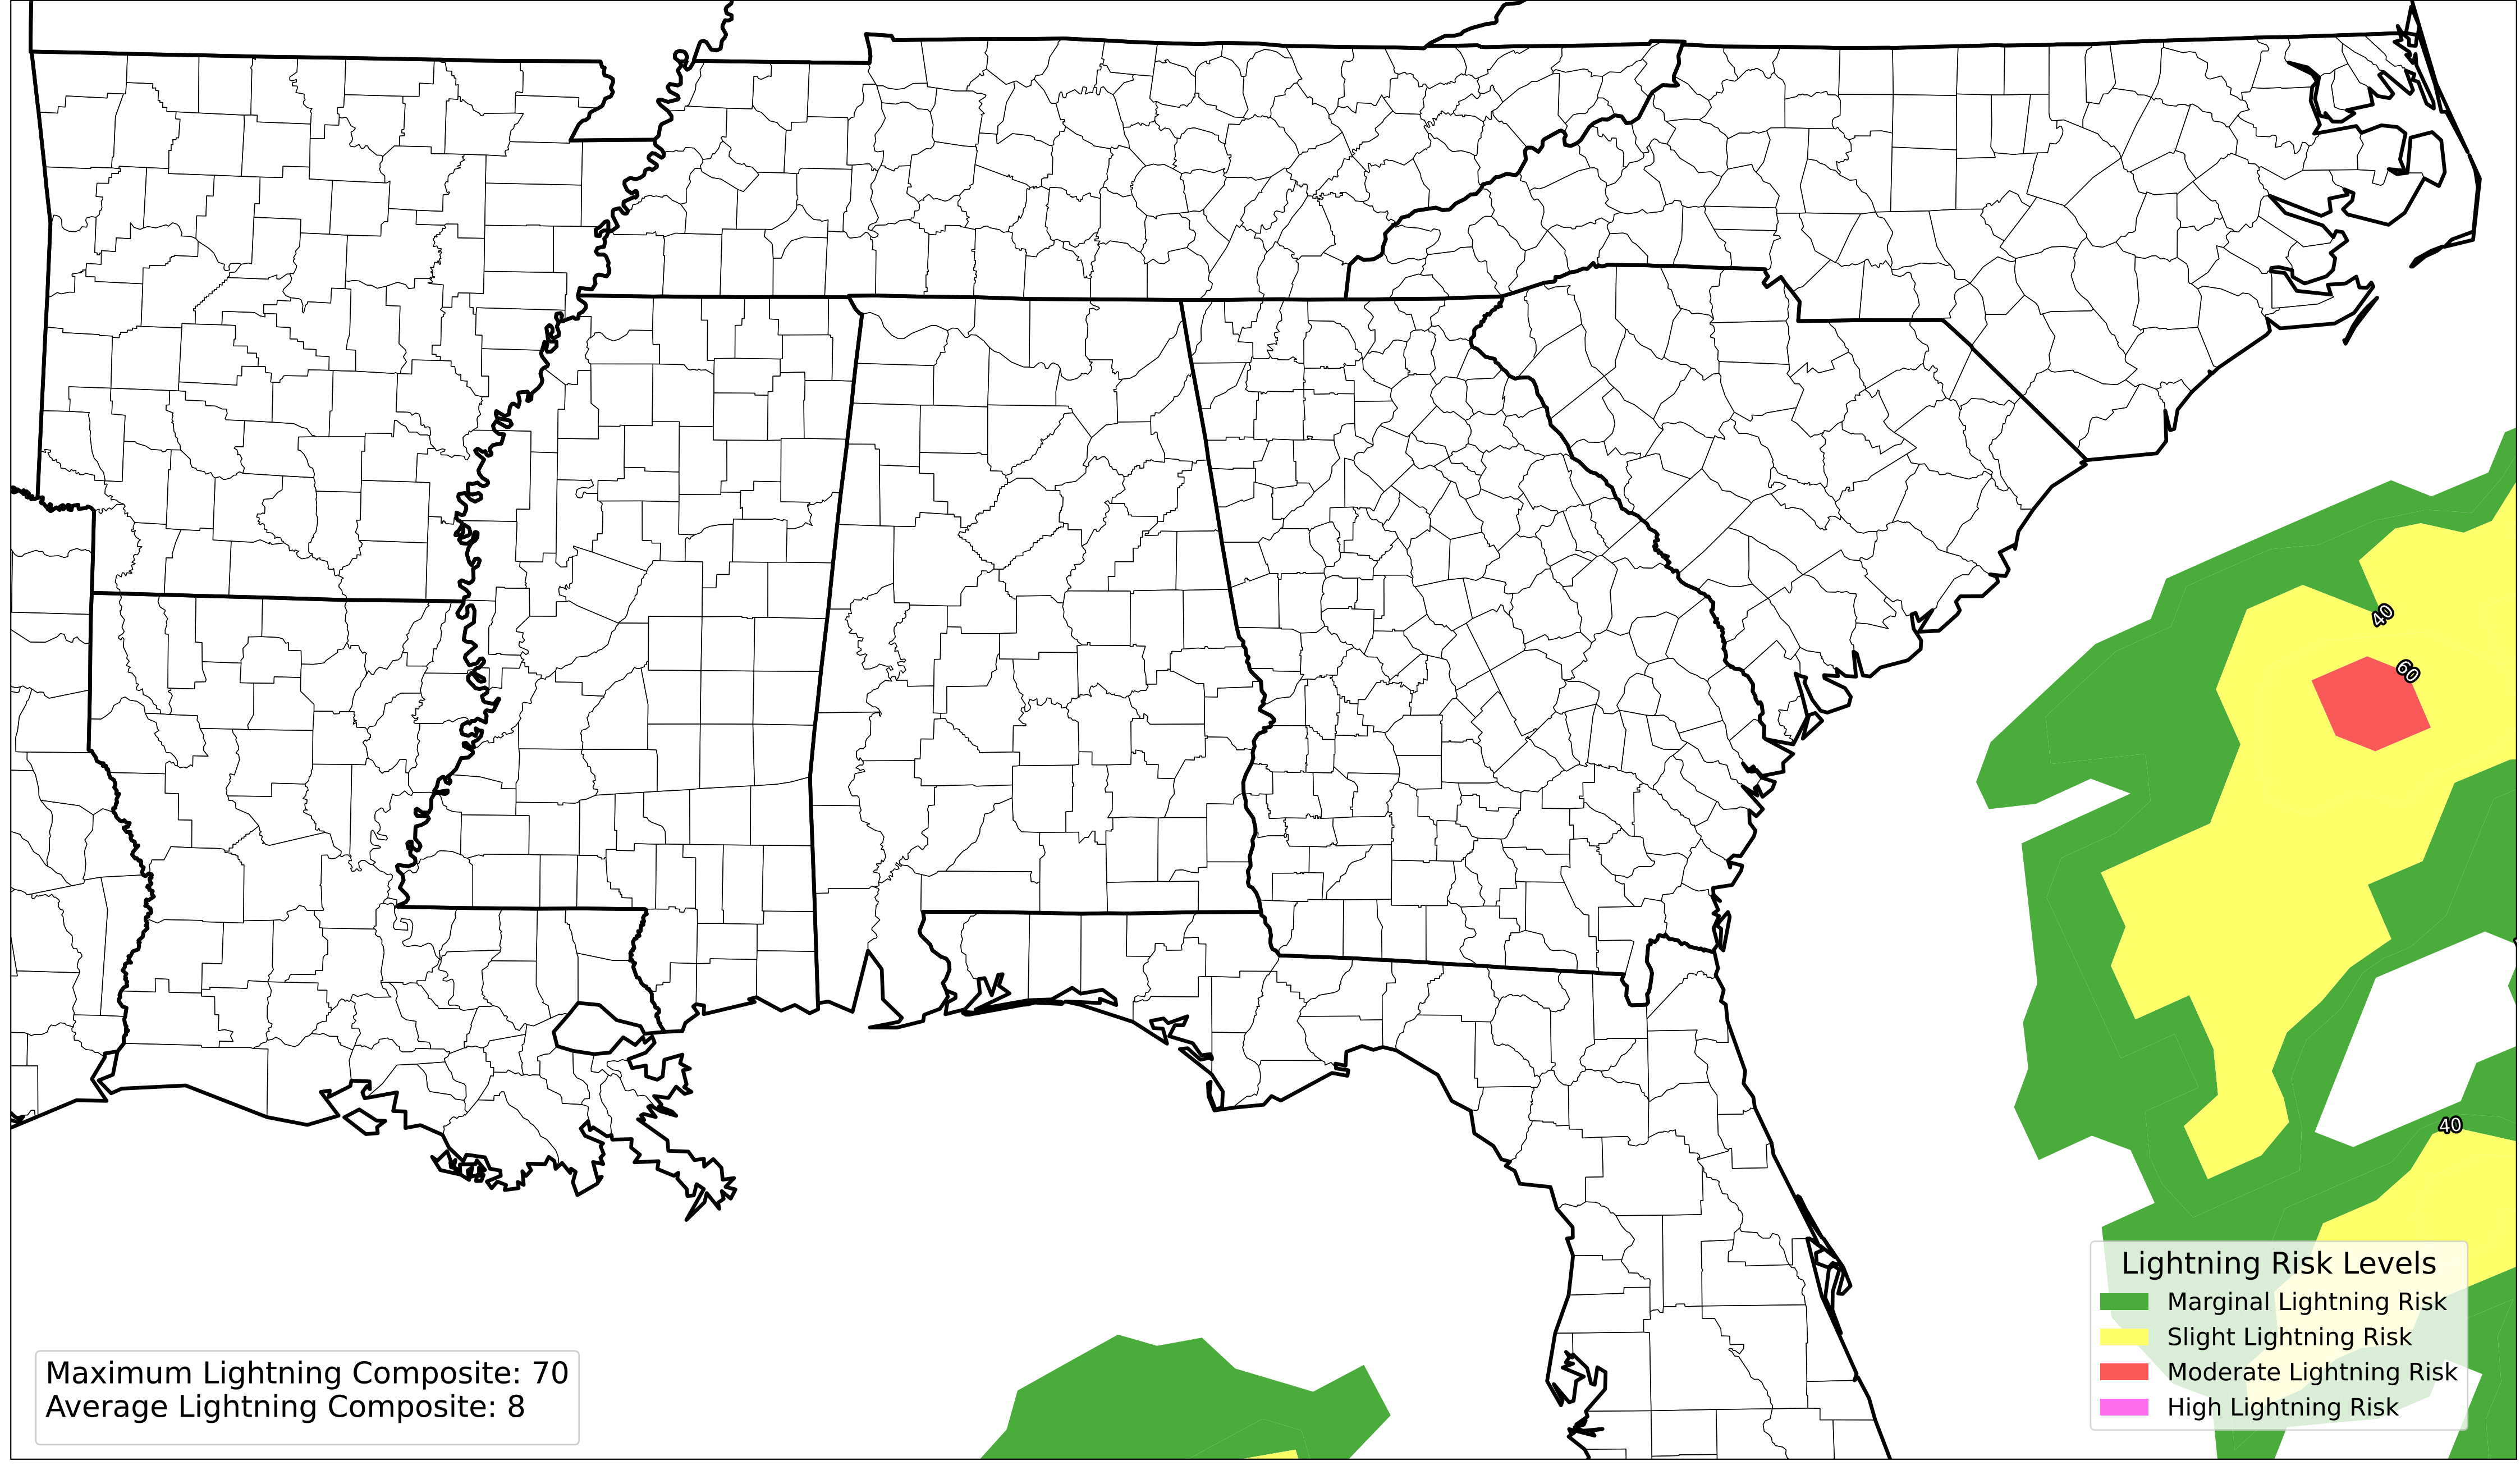 40
60
40
Lightning Risk Levels
Marginal Lightning Risk
Slight Lightning Risk
Moderate Lightning Risk
High Lightning Risk
Maximum Lightning Composite: 70
Average Lightning Composite: 8